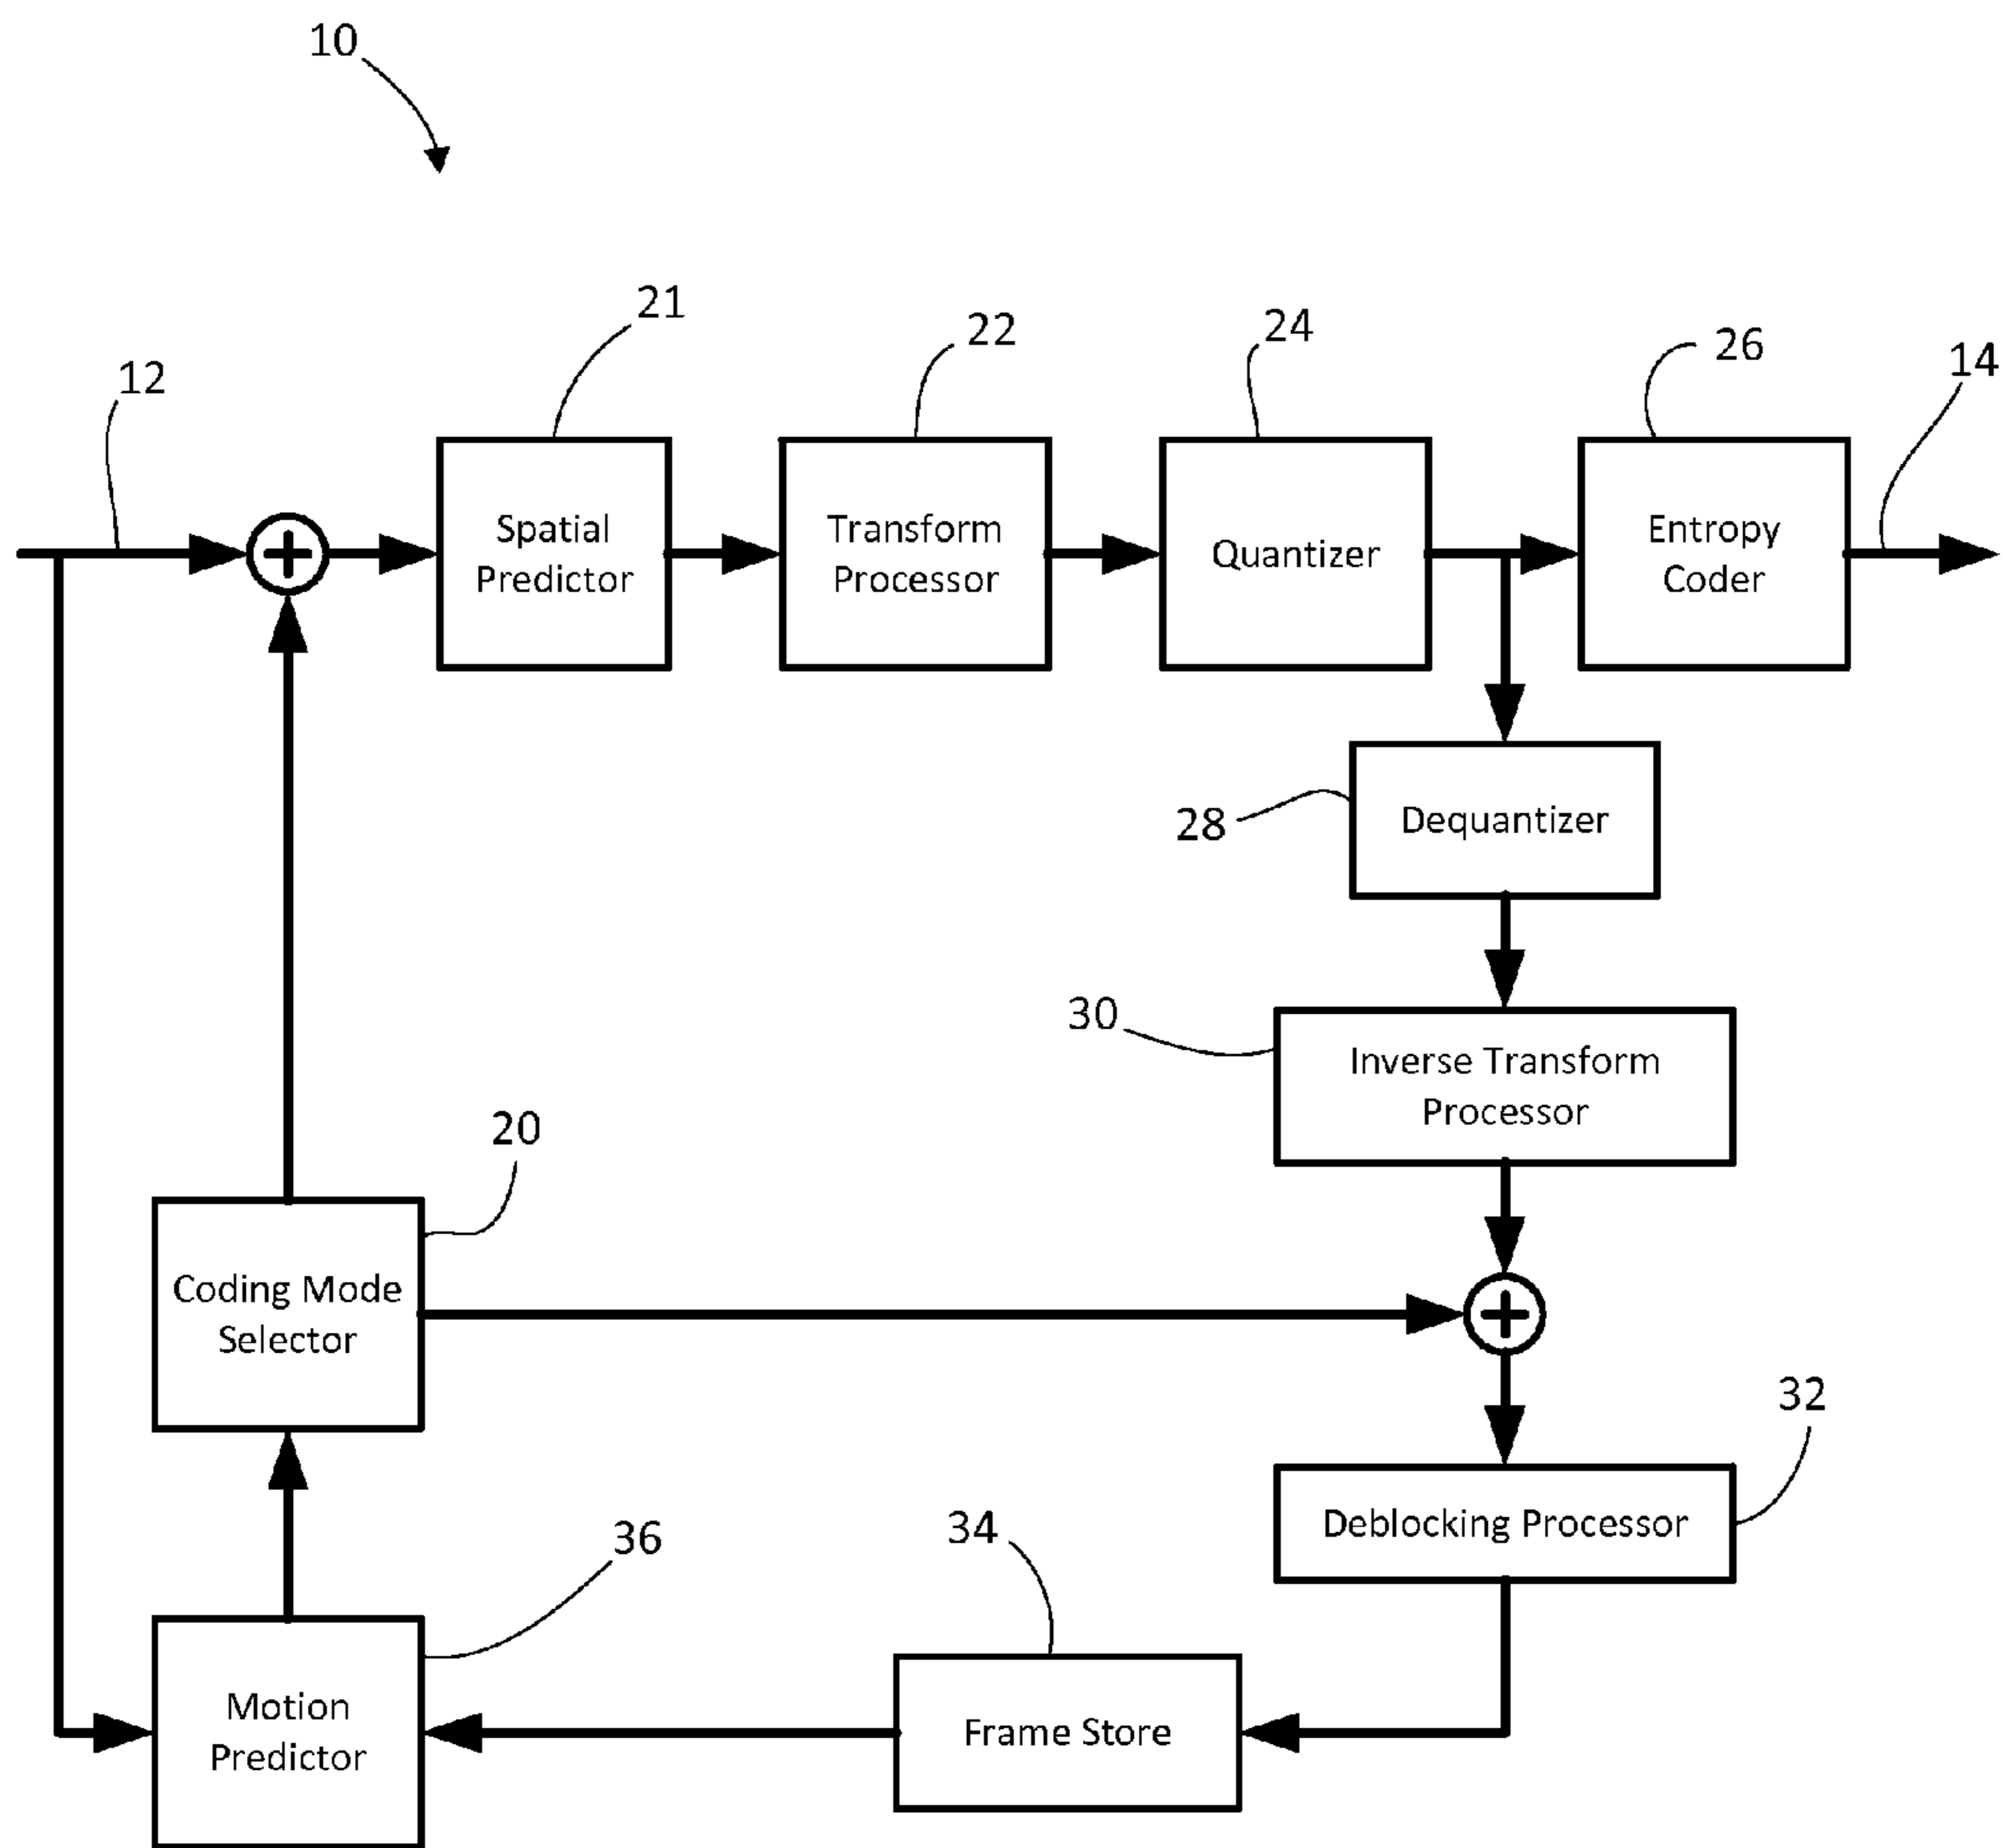 10
21
22
24
26
14
12
Spatial
Predictor
Transform
Processor
Quantizer
Entropy
Coder
28
Dequantizer
30
Inverse Transform
Processor
20
Coding Mode
Selector
32
Deblocking Processor
34
36
Motion
Predictor
Frame Store